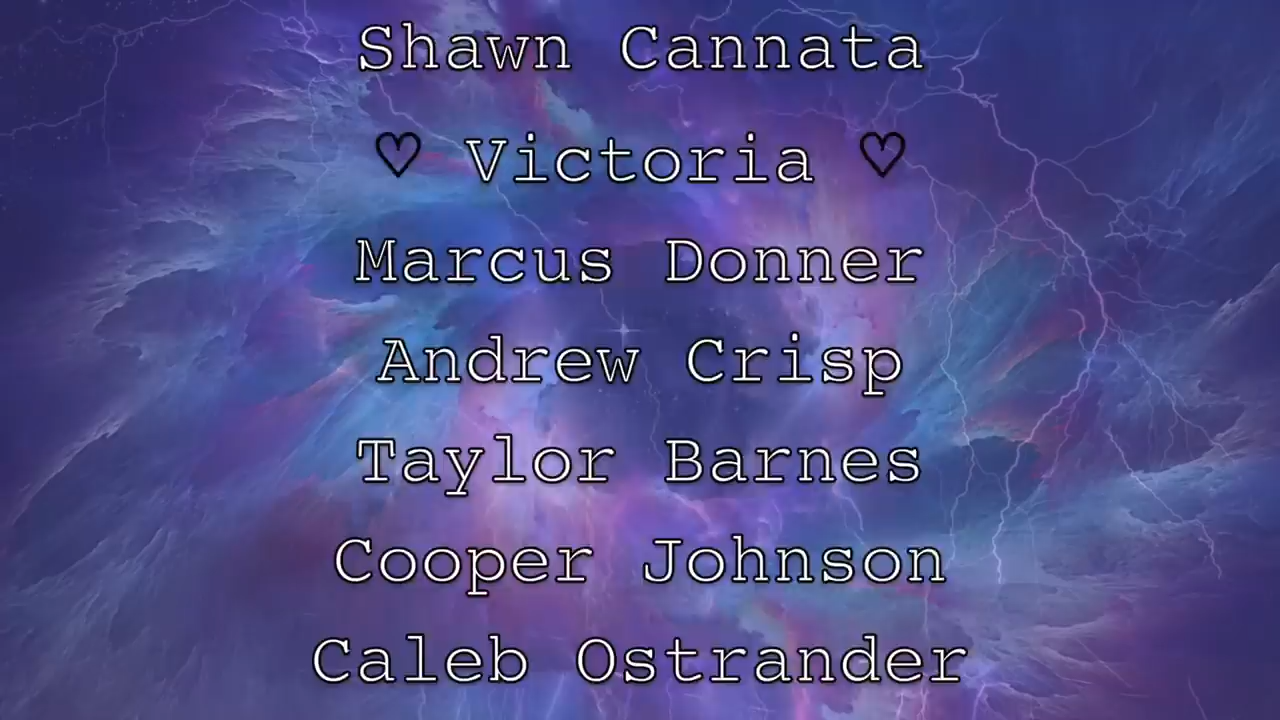 Shawn Cannata
♡ Victoria ♡
Marcus Donner
Andrew Crisp
Taylor Barnes
Cooper Johnson
Caleb Ostrander